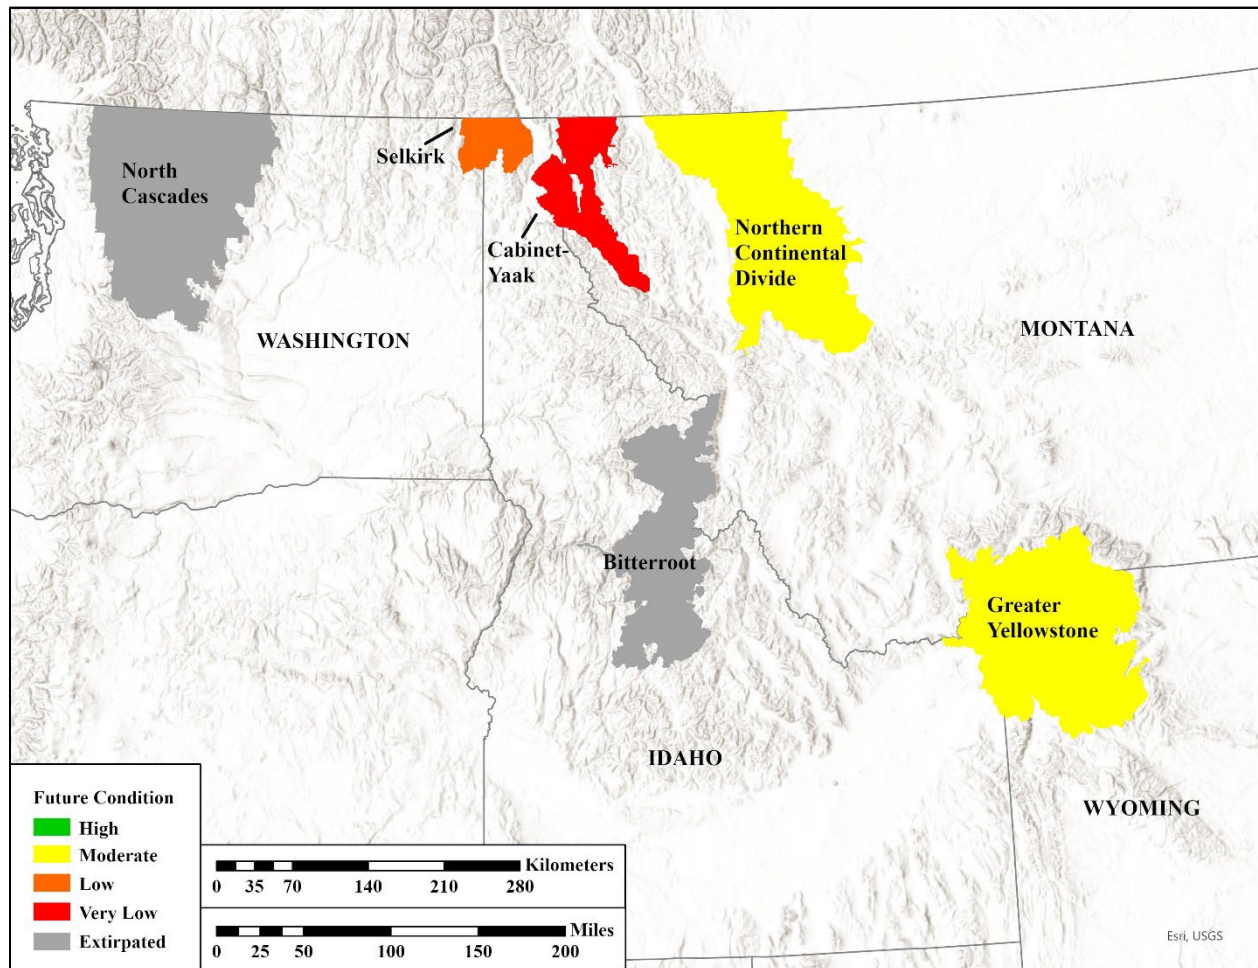 North
Cascades
Selkirk
Cabinet-
Yaak
Northern
Continental
Divide
WASHINGTON
MONTANA
Bitterroot
Greater
Yellowstone
IDAHO
WYOMING
Future Condition
High
Moderate
Low
Very Low
Extirpated
Kilometers
0 35 70 140 210 280
Miles
0 25 50 100 150 200
Esri, USGS